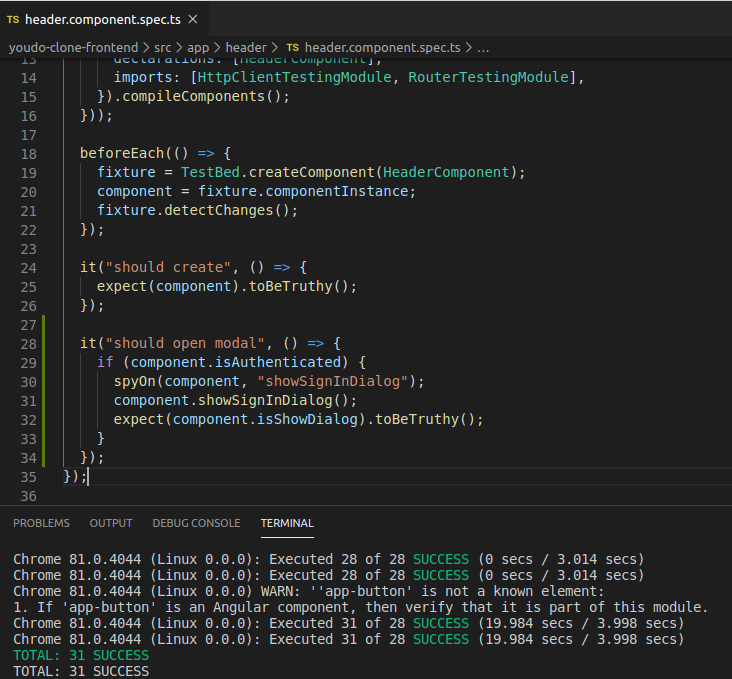 TS header.component.spec.ts ×
youdo-clone-frontend > src > app > header > TS header.component.spec.ts > ...
13 declarations: [HeaderComponent],
14 imports: [HttpClientTestingModule, RouterTestingModule],
15 }).compileComponents();
16 }));
17
18 beforeEach(() => {
19 fixture = TestBed.createComponent(HeaderComponent);
20 component = fixture.componentInstance;
21 fixture.detectChanges();
22 });
23
24 it("should create", () => {
25 expect(component).toBeTruthy();
26 });
27
28 it("should open modal", () => {
29 if (component.isAuthenticated) {
30 spyOn(component, "showSignInDialog");
31 component.showSignInDialog();
32 expect(component.isShowDialog).toBeTruthy();
33 }
34 });
35 });
36
PROBLEMS OUTPUT DEBUG CONSOLE TERMINAL
Chrome 81.0.4044 (Linux 0.0.0): Executed 28 of 28 SUCCESS (0 secs / 3.014 secs)
Chrome 81.0.4044 (Linux 0.0.0): Executed 28 of 28 SUCCESS (0 secs / 3.014 secs)
Chrome 81.0.4044 (Linux 0.0.0) WARN: ''app-button' is not a known element:
1. If 'app-button' is an Angular component, then verify that it is part of this module.
Chrome 81.0.4044 (Linux 0.0.0): Executed 31 of 28 SUCCESS (19.984 secs / 3.998 secs)
Chrome 81.0.4044 (Linux 0.0.0): Executed 31 of 28 SUCCESS (19.984 secs / 3.998 secs)
TOTAL: 31 SUCCESS
TOTAL: 31 SUCCESS